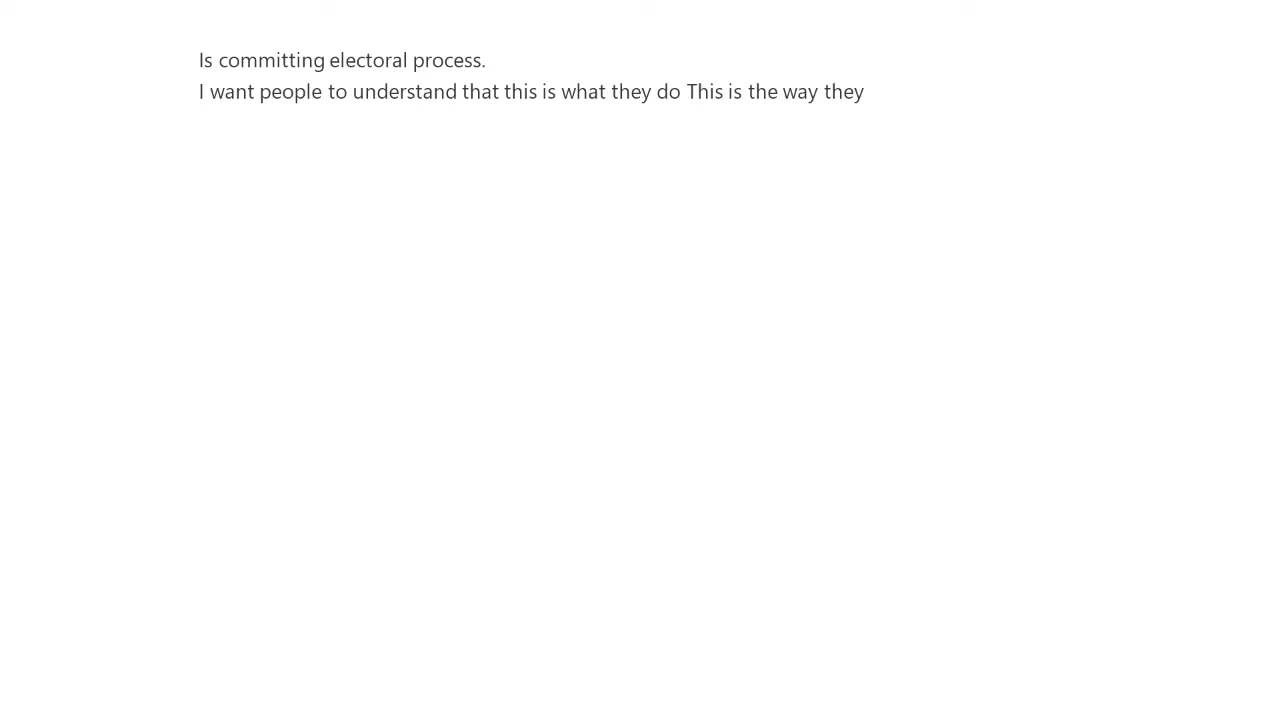 Is committing electoral process.
I want people to understand that this is what they do This is the way they